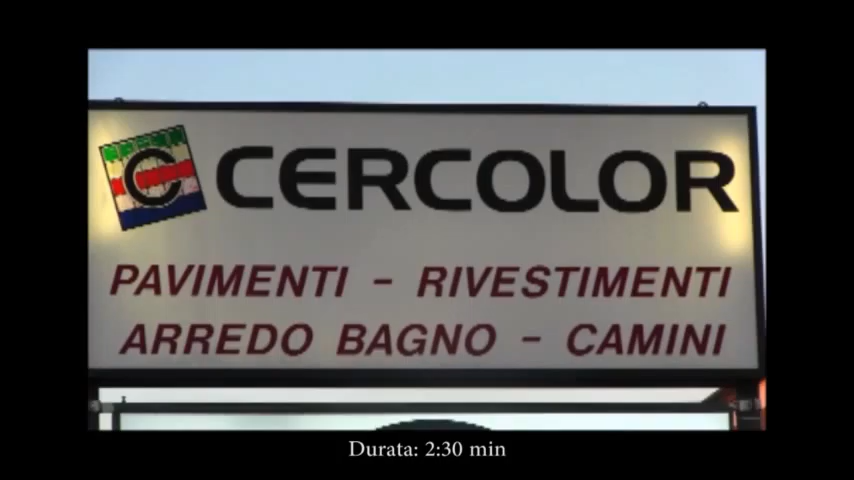 CERCOLOR
PAVIMENTI - RIVESTIMENTI
ARREDO BAGNO - CAMINI
Durata: 2:30 min